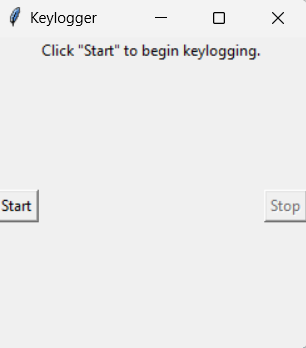 Keylogger
Click "Start" to begin keylogging.
Start
Stop